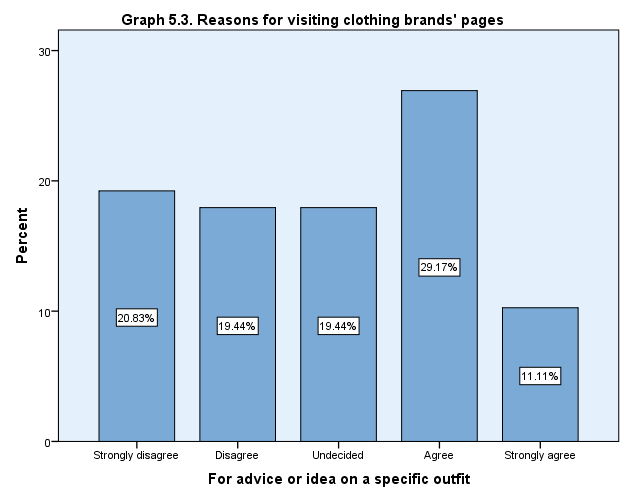 Graph 5.3. Reasons for visiting clothing brands' pages
30
20
10
0
Percent
20.83%
19.44%
19.44%
29.17%
11.11%
Strongly disagree
Disagree
Undecided
Agree
Strongly agree
For advice or idea on a specific outfit